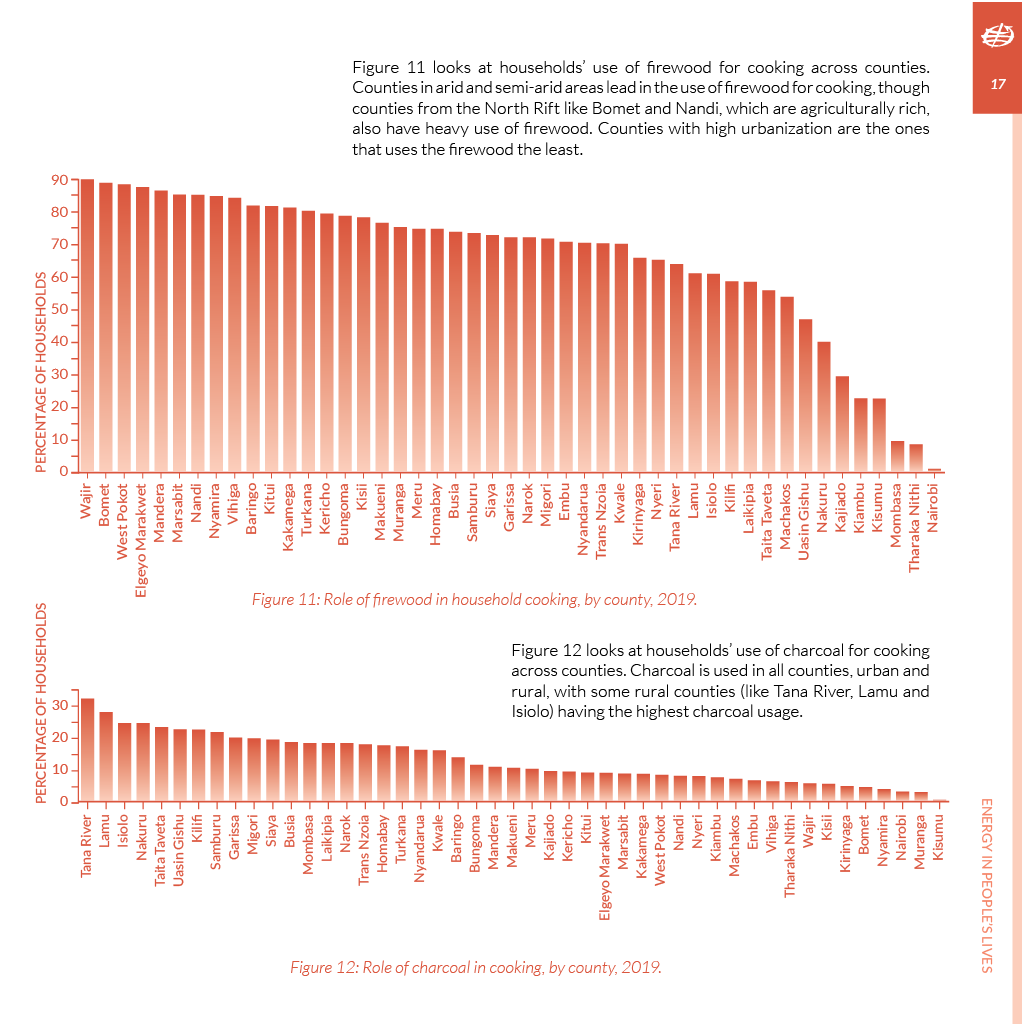 17
Figure 11 looks at households’ use of firewood for cooking across counties.
Counties in arid and semi-arid areas lead in the use of firewood for cooking, though
counties from the North Rift like Bomet and Nandi, which are agriculturally rich,
also have heavy use of firewood. Counties with high urbanization are the ones
that uses the firewood the least.
PERCENTAGE OF HOUSEHOLDS
90
80
70
60
50
40
30
20
10
0
Wajir
Bomet
West Pokot
Elgeyo Marakwet
Mandera
Marsabit
Nandi
Nyamira
Vihiga
Baringo
Kitui
Kakamega
Turkana
Kericho
Bungoma
Kisii
Makueni
Muranga
Meru
Homabay
Busia
Samburu
Siaya
Garissa
Narok
Migori
Embu
Nyandarua
Trans Nzoia
Kwale
Kirinyaga
Nyeri
Tana River
Lamu
Isiolo
Kilifi
Laikipia
Taita Taveta
Machakos
Uasin Gishu
Nakuru
Kajiado
Kiambu
Kisumu
Mombasa
Tharaka Nithi
Nairobi
Figure 11: Role of firewood in household cooking, by county, 2019.
Figure 12 looks at households’ use of charcoal for cooking
across counties. Charcoal is used in all counties, urban and
rural, with some rural counties (like Tana River, Lamu and
Isiolo) having the highest charcoal usage.
PERCENTAGE OF HOUSEHOLDS
30
20
10
0
Tana River
Lamu
Isiolo
Nakuru
Taita Taveta
Uasin Gishu
Kilifi
Samburu
Garissa
Migori
Siaya
Busia
Mombasa
Laikipia
Narok
Trans Nzoia
Homabay
Turkana
Nyandarua
Kwale
Baringo
Bungoma
Mandera
Makueni
Meru
Kajiado
Kericho
Kitui
Elgeyo Marakwet
Marsabit
Kakamega
West Pokot
Nandi
Nyeri
Kiambu
Machakos
Embu
Vihiga
Tharaka Nithi
Wajir
Kisii
Kirinyaga
Bomet
Nyamira
Nairobi
Muranga
Kisumu
Figure 12: Role of charcoal in cooking, by county, 2019.
ENERGY IN PEOPLE’S LIVES